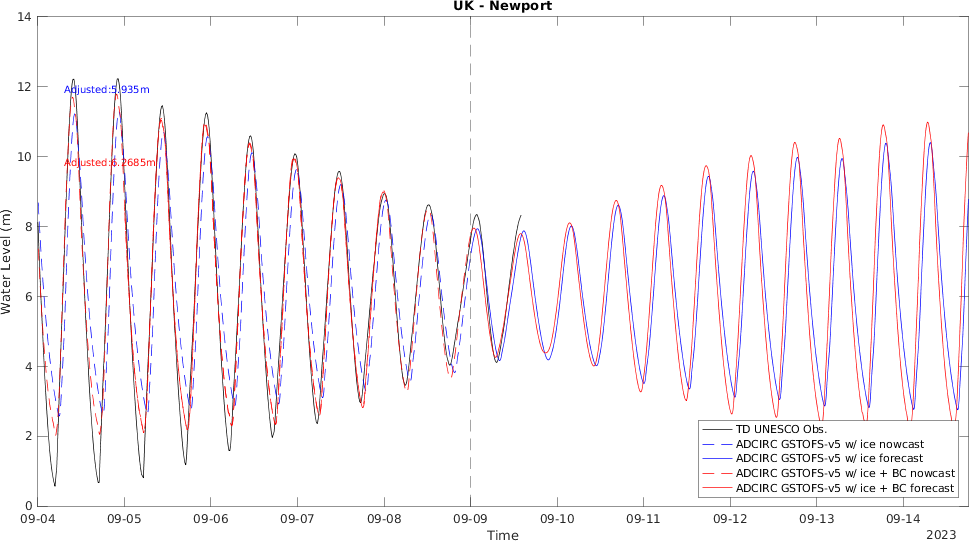 UK - Newport
14
12
10
8
6
4
2
0
Water Level (m)
Adjusted:5.935m
Adjusted:6.2685m
TD UNESCO Obs.
ADCIRC GSTOFS-v5 w/ ice nowcast
ADCIRC GSTOFS-v5 w/ ice forecast
ADCIRC GSTOFS-v5 w/ ice + BC nowcast
ADCIRC GSTOFS-v5 w/ ice + BC forecast
09-04 09-05 09-06 09-07 09-08 09-09 09-10 09-11 09-12 09-13 09-14
Time
2023